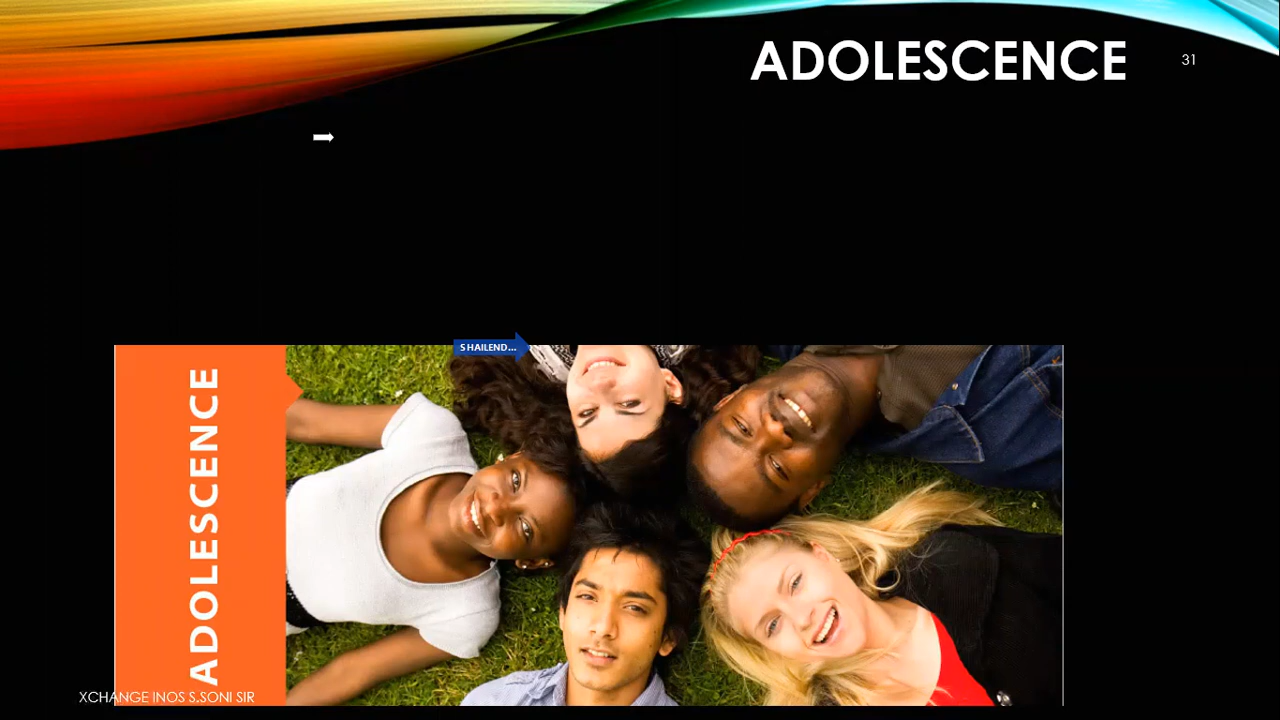 ADOLESCENCE
31
SHAILEND...
ADOLESCENCE
XCHANGE INOS S.SONI SIR